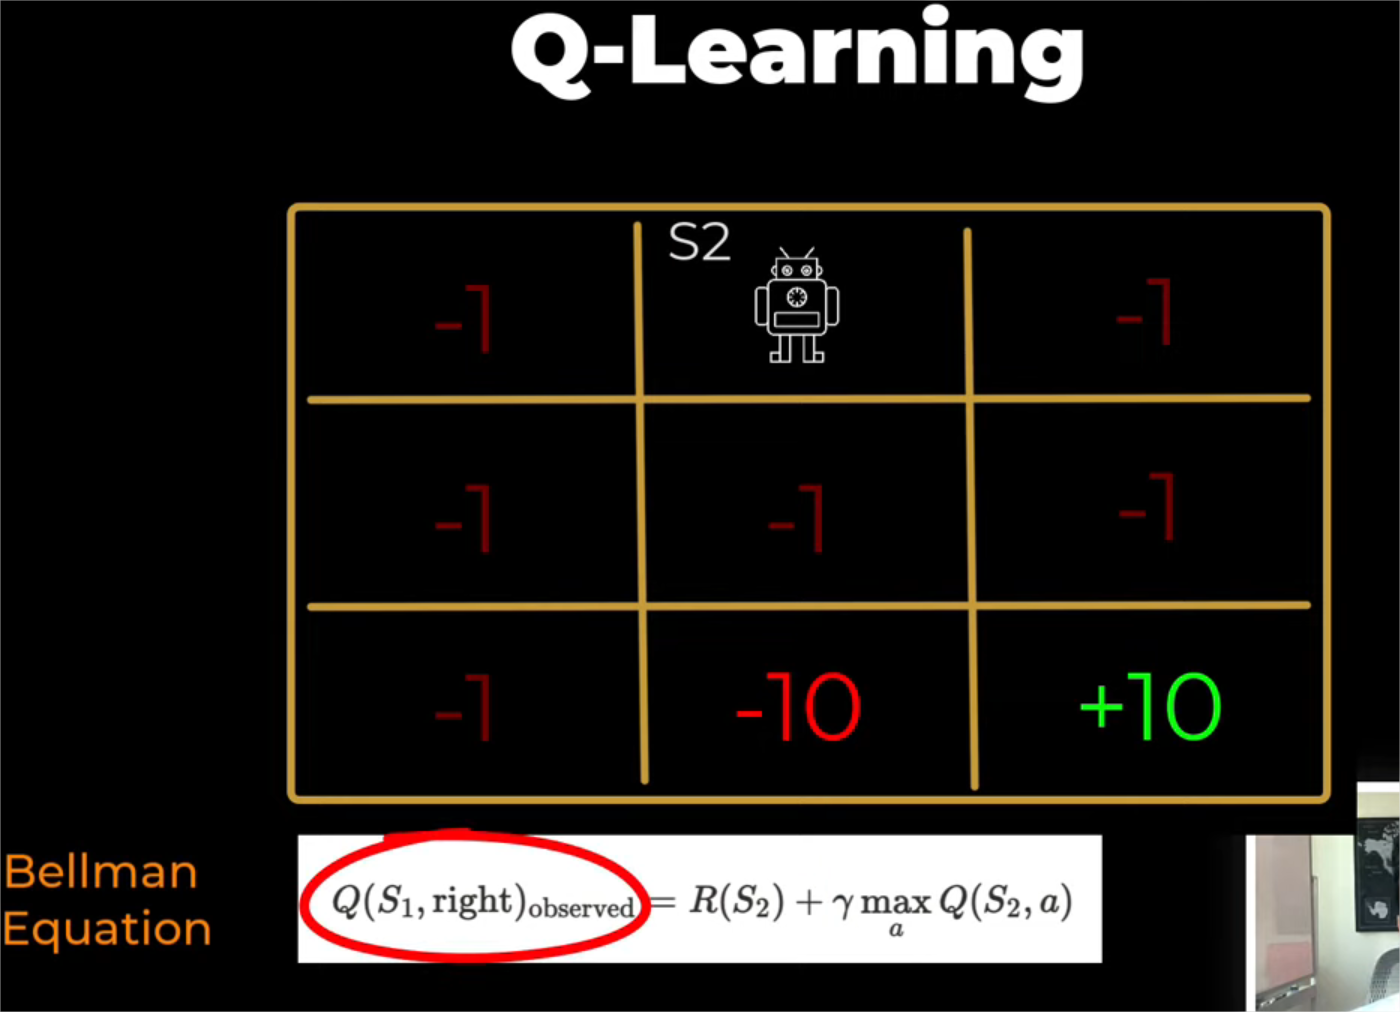 Q-Learning
S2
-1
-1
-1
-1
-1
-1
-10
+10
Bellman
Equation
Q(S₁, right)observed = R(S₂) + γ max Q(S₂, a)
a